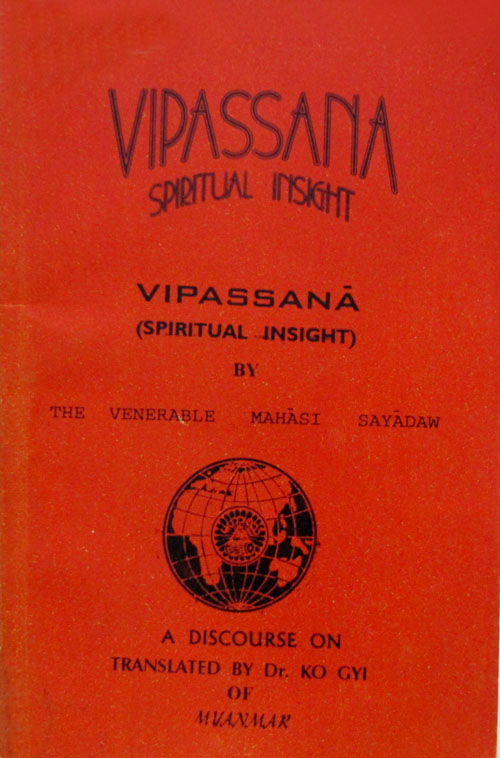 VIPASSANA
SPIRITUAL INSIGHT
VIPASSANĀ
(SPIRITUAL INSIGHT)
BY
THE VENERABLE MAHĀSI SAYĀDAW
A DISCOURSE ON
TRANSLATED BY Dr. KO GYI
OF
MYANMAR